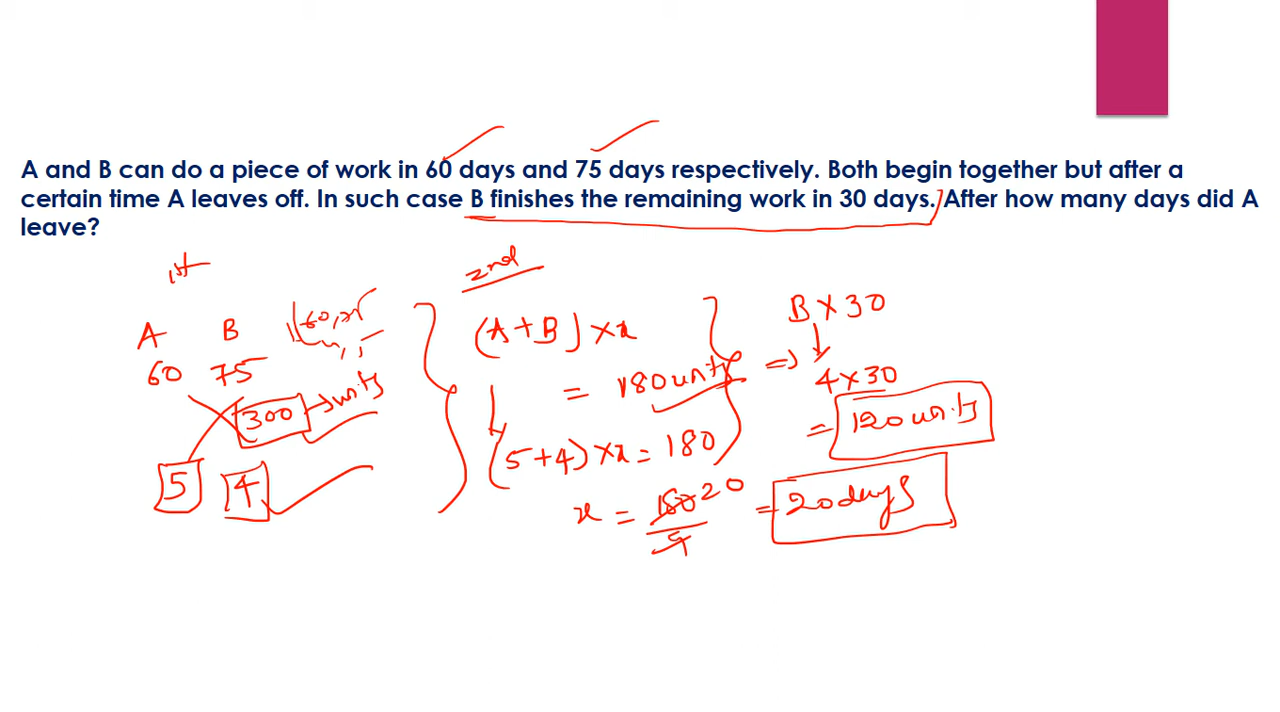 A and B can do a piece of work in 60 days and 75 days respectively. Both begin together but after a
certain time A leaves off. In such case B finishes the remaining work in 30 days. After how many days did A
leave?
1st
A B
60 75
300 → units
5 4
2nd
(A+B) × x
= 180 units
(5+4) × x = 180
x = 180/9 20 = 20 days
⇒ B × 30
4 × 30
= 120 units